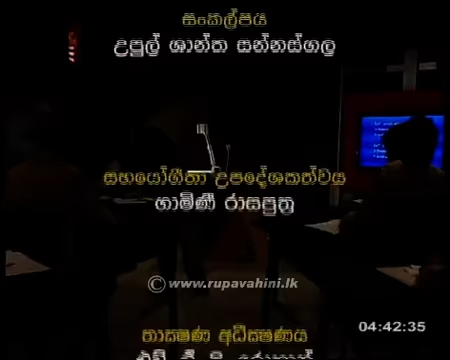 සංකල්පය
උපුල් ශාන්ත සන්නස්ගල
සහයෝගීතා උපදේශකත්වය
ගාමිණී රාසපුත්‍ර
© www.rupavahini.lk
තාක්ෂණ අධීක්ෂණය
04:42:35